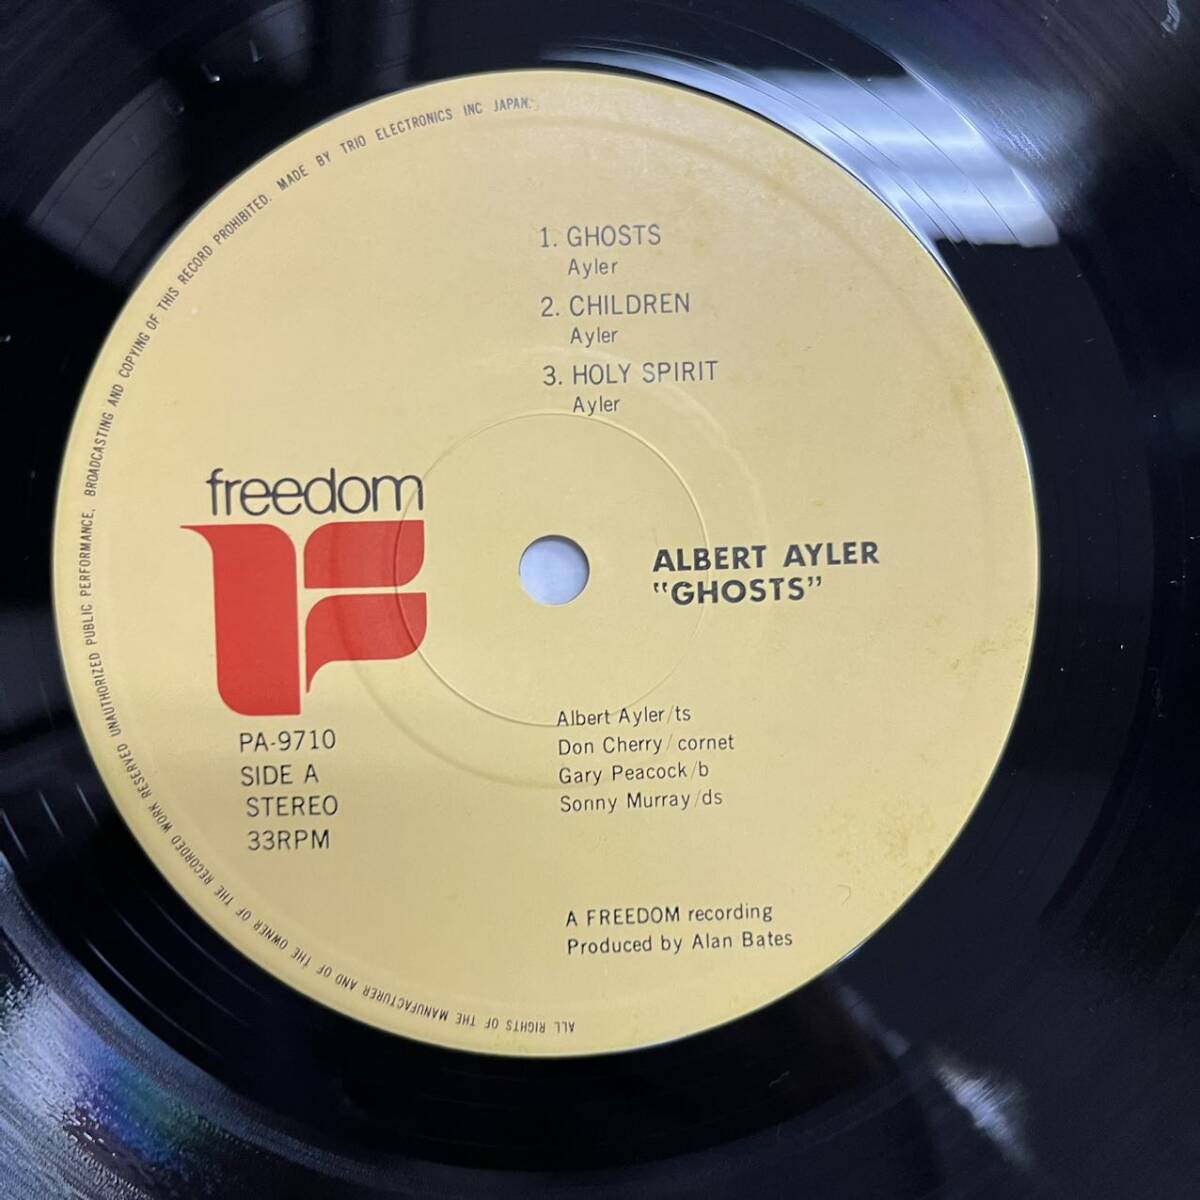 1. GHOSTS
Ayler
2. CHILDREN
Ayler
3. HOLY SPIRIT
Ayler
freedom
ALBERT AYLER
"GHOSTS"
PA-9710
SIDE A
STEREO
33RPM
Albert Ayler/ts
Don Cherry/cornet
Gary Peacock/b
Sonny Murray/ds
A FREEDOM recording
Produced by Alan Bates
ALL RIGHTS OF THE MANUFACTURER AND OF THE OWNER OF THE RECORDED WORK RESERVED UNAUTHORIZED PUBLIC PERFORMANCE, BROADCASTING AND COPYING OF THIS RECORD PROHIBITED. MADE BY TRIO ELECTRONICS INC JAPAN.